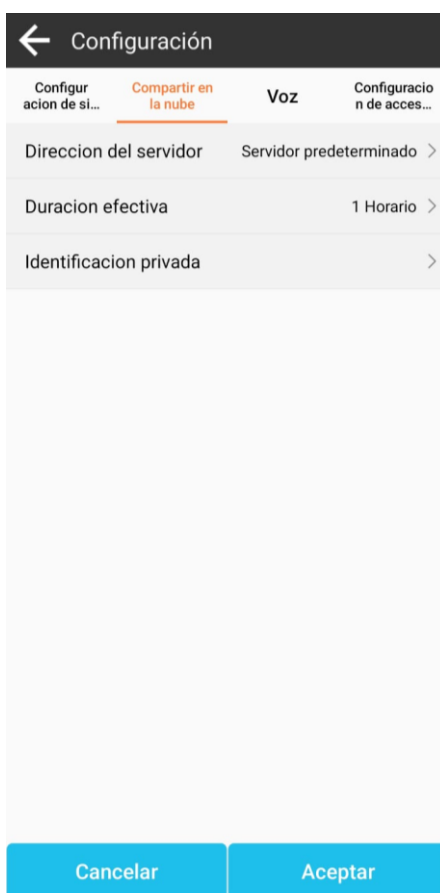 Configuración
Configur
acion de si...
Compartir en
la nube
Voz
Configuracio
n de acces...
Direccion del servidor Servidor predeterminado
Duracion efectiva 1 Horario
Identificacion privada
Cancelar Aceptar